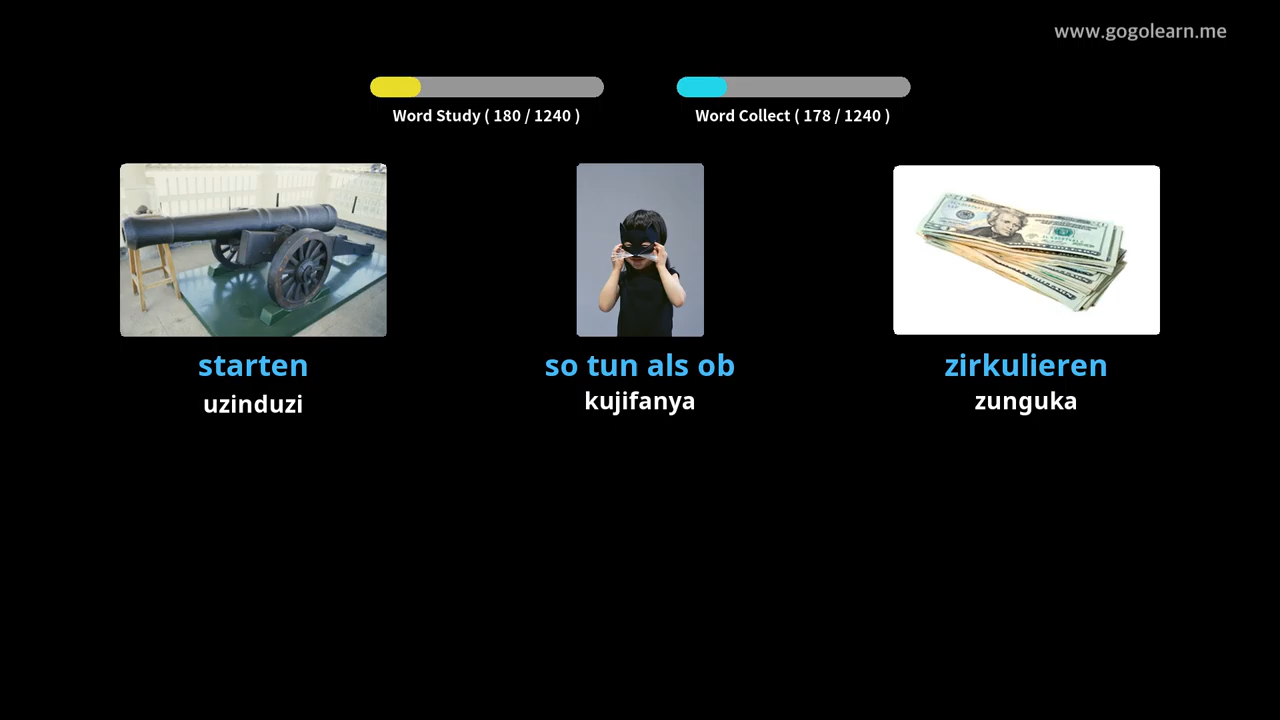 www.gogolearn.me
Word Study ( 180 / 1240 )
Word Collect ( 178 / 1240 )
starten
uzinduzi
so tun als ob
kujifanya
zirkulieren
zunguka